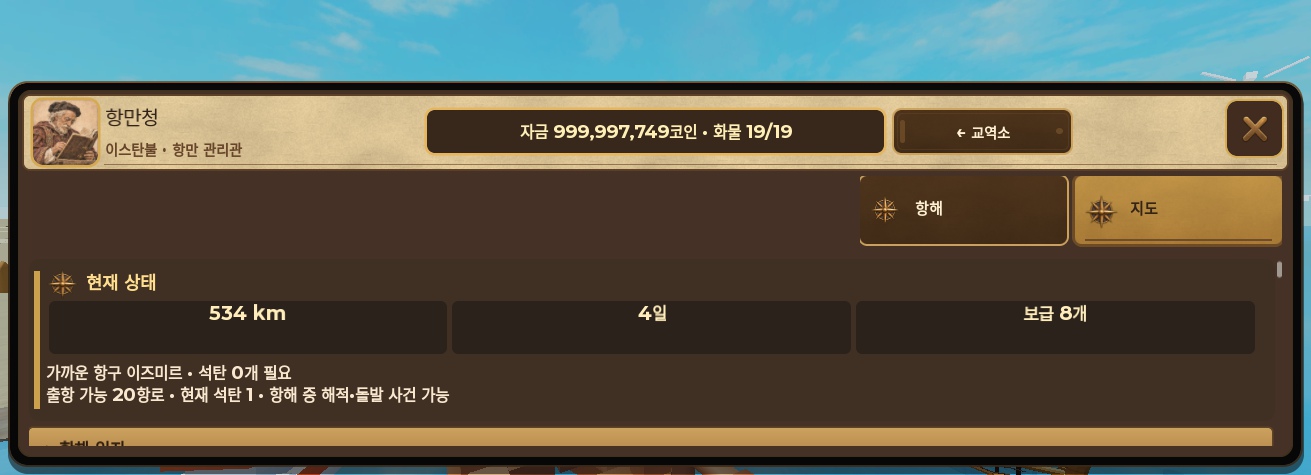 항만청
이스탄불 • 항만 관리관
자금 999,997,749코인 • 화물 19/19
← 교역소
항해
지도
현재 상태
534 km
4일
보급 8개
가까운 항구 이즈미르 • 석탄 0개 필요
출항 가능 20항로 • 현재 석탄 1 • 항해 중 해적•돌발 사건 가능